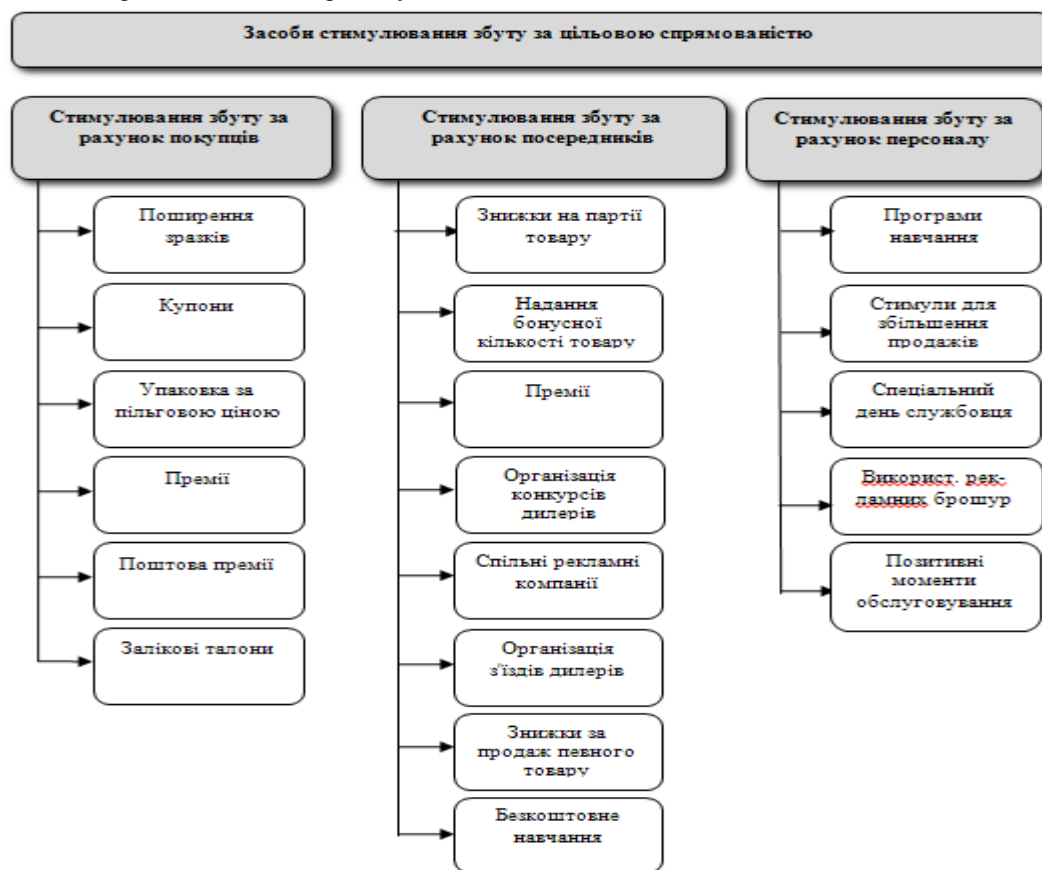 Засоби стимулювання збуту за цільовою спрямованістю
Стимулювання збуту за
рахунок покупців
Поширення
зразків
Купони
Упаковка за
пільговою ціною
Премії
Поштова премії
Залікові талони
Стимулювання збуту за
рахунок посередників
Знижки на партії
товару
Надання
бонусної
кількості товару
Премії
Організація
конкурсів
дилерів
Спільні рекламні
компанії
Організація
з'їздів дилерів
Знижки за
продаж певного
товару
Безкоштовне
навчання
Стимулювання збуту за
рахунок персоналу
Програми
навчання
Стимули для
збільшення
продажів
Спеціальний
день службовця
Використ. рек-
ламних брошур
Позитивні
моменти
обслуговування